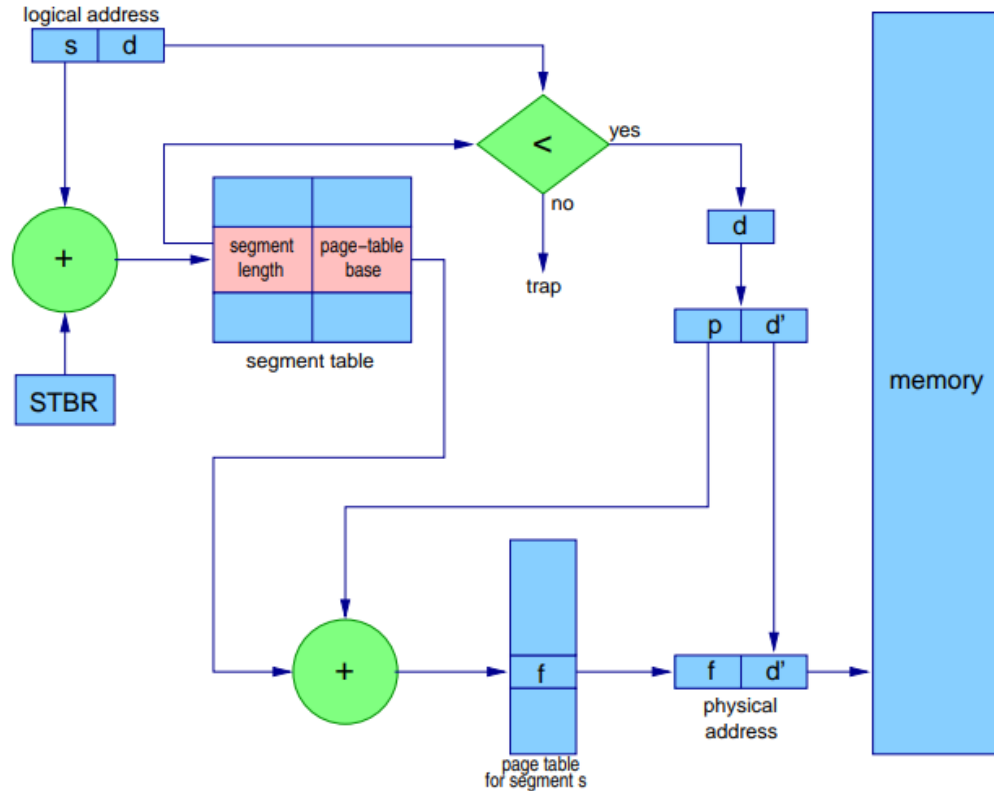 logical address
s d
yes
<
no
d
+
segment length
page-table base
trap
p d'
segment table
STBR
memory
+
f
f d'
physical
address
page table
for segment s